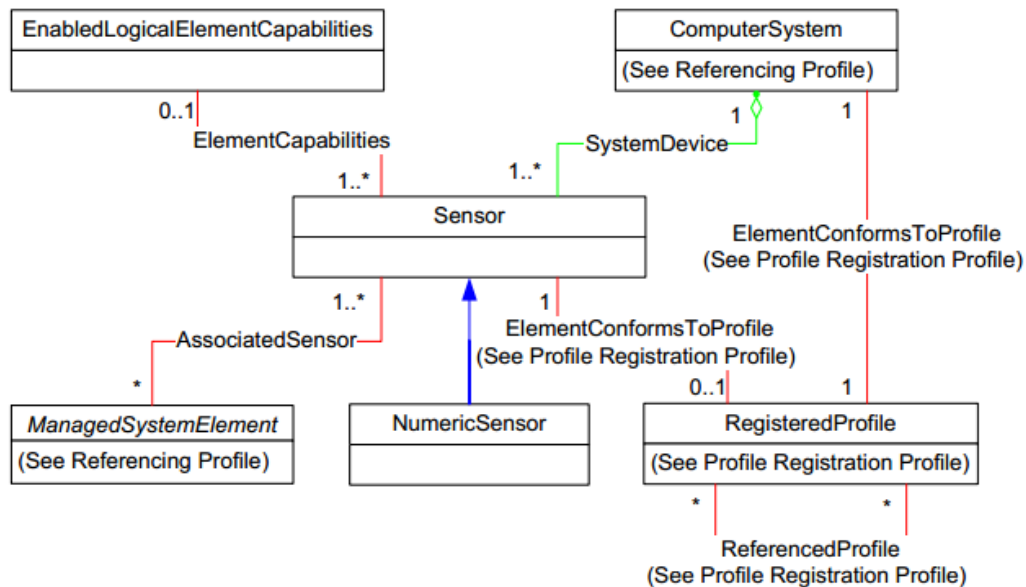 EnabledLogicalElementCapabilities
ComputerSystem
(See Referencing Profile)
0..1
1
1
ElementCapabilities
SystemDevice
1..*
1..*
Sensor
ElementConformsToProfile
(See Profile Registration Profile)
1..*
1
ElementConformsToProfile
(See Profile Registration Profile)
AssociatedSensor
*
0..1
1
ManagedSystemElement
(See Referencing Profile)
NumericSensor
RegisteredProfile
(See Profile Registration Profile)
*
*
ReferencedProfile
(See Profile Registration Profile)